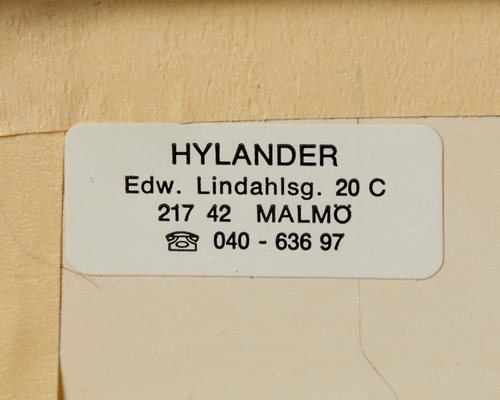 HYLANDER
Edw. Lindahlsg. 20 C
217 42 MALMÖ
☏ 040 - 636 97